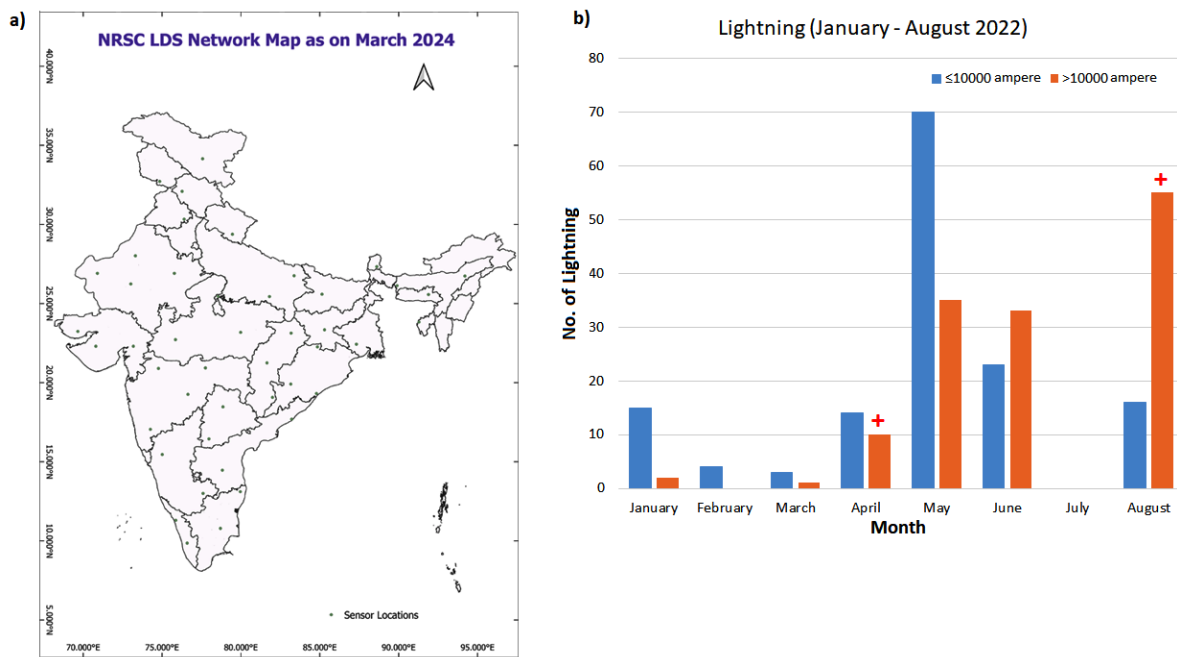 a)
NRSC LDS Network Map as on March 2024
40.000°N
35.000°N
30.000°N
25.000°N
20.000°N
15.000°N
10.000°N
5.000°N
Sensor Locations
70.000°E 75.000°E 80.000°E 85.000°E 90.000°E 95.000°E
b)
Lightning (January - August 2022)
≤10000 ampere >10000 ampere
No. of Lightning
80
70
60
50
40
30
20
10
0
+
+
January February March April May June July August
Month